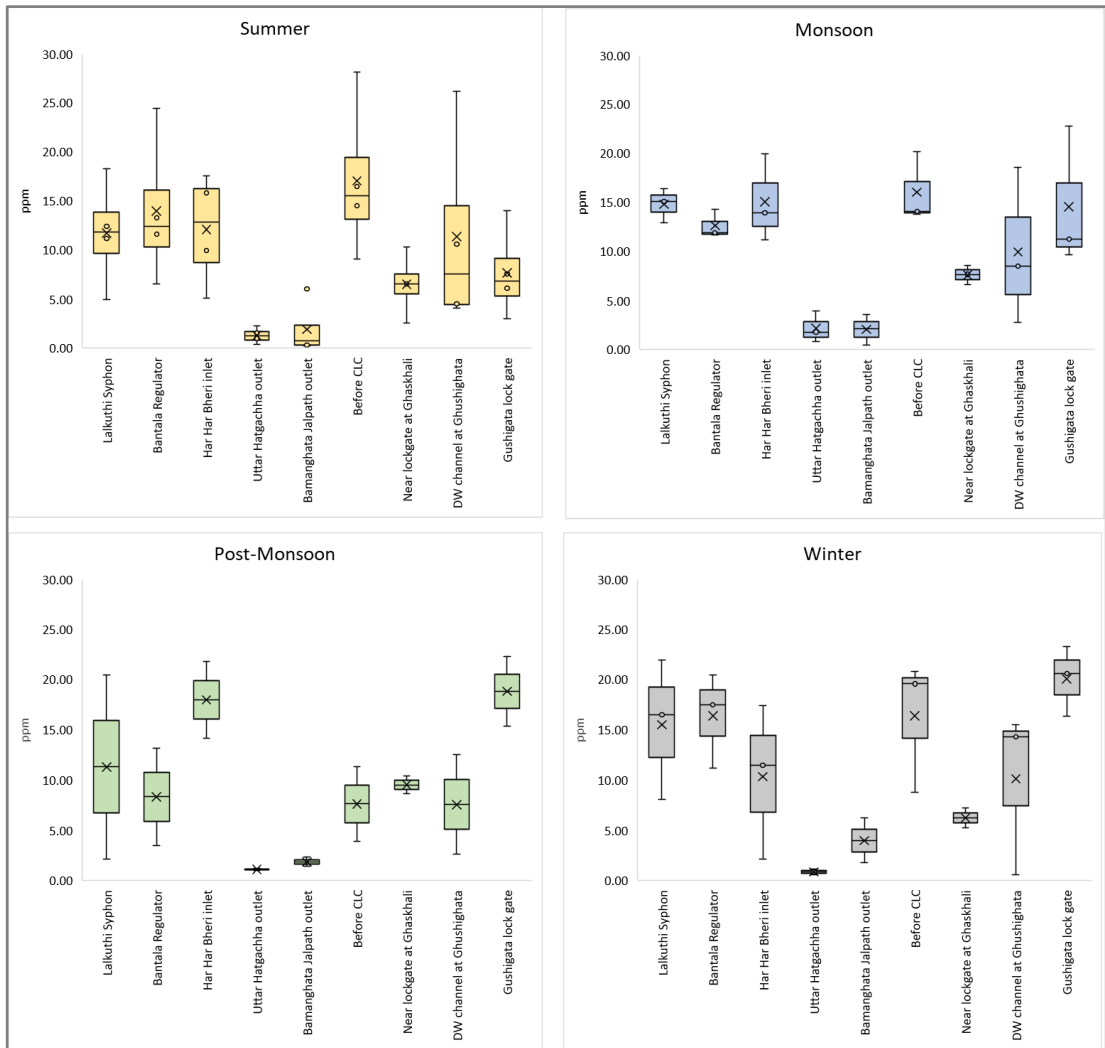 Summer
30.00
25.00
20.00
15.00
10.00
5.00
0.00
ppm
Lalkuthi Syphon
Bantala Regulator
Har Har Bheri inlet
Uttar Hatgachha outlet
Bamanghata Jalpath outlet
Before CLC
Near lockgate at Ghaskhali
DW channel at Ghushighata
Gushigata lock gate
Monsoon
30.00
25.00
20.00
15.00
10.00
5.00
0.00
ppm
Lalkuthi Syphon
Bantala Regulator
Har Har Bheri inlet
Uttar Hatgachha outlet
Bamanghata Jalpath outlet
Before CLC
Near lockgate at Ghaskhali
DW channel at Ghushighata
Gushigata lock gate
Post-Monsoon
30.00
25.00
20.00
15.00
10.00
5.00
0.00
ppm
Lalkuthi Syphon
Bantala Regulator
Har Har Bheri inlet
Uttar Hatgachha outlet
Bamanghata Jalpath outlet
Before CLC
Near lockgate at Ghaskhali
DW channel at Ghushighata
Gushigata lock gate
Winter
30.00
25.00
20.00
15.00
10.00
5.00
0.00
ppm
Lalkuthi Syphon
Bantala Regulator
Har Har Bheri inlet
Uttar Hatgachha outlet
Bamanghata Jalpath outlet
Before CLC
Near lockgate at Ghaskhali
DW channel at Ghushighata
Gushigata lock gate